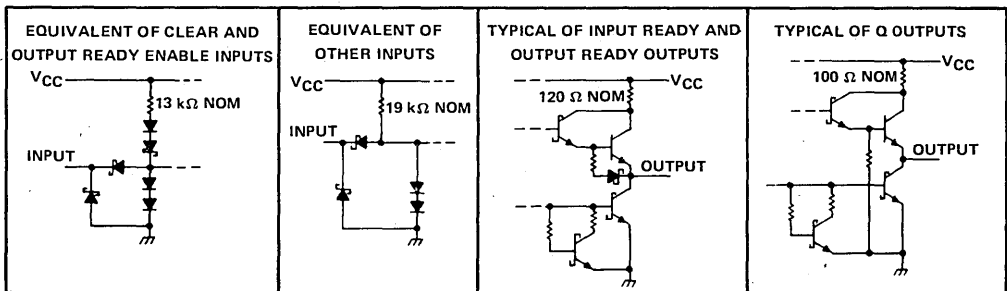 EQUIVALENT OF CLEAR AND
OUTPUT READY ENABLE INPUTS
VCC
13 kΩ NOM
INPUT
EQUIVALENT OF
OTHER INPUTS
VCC
19 kΩ NOM
INPUT
TYPICAL OF INPUT READY AND
OUTPUT READY OUTPUTS
VCC
120 Ω NOM
OUTPUT
TYPICAL OF Q OUTPUTS
VCC
100 Ω NOM
OUTPUT